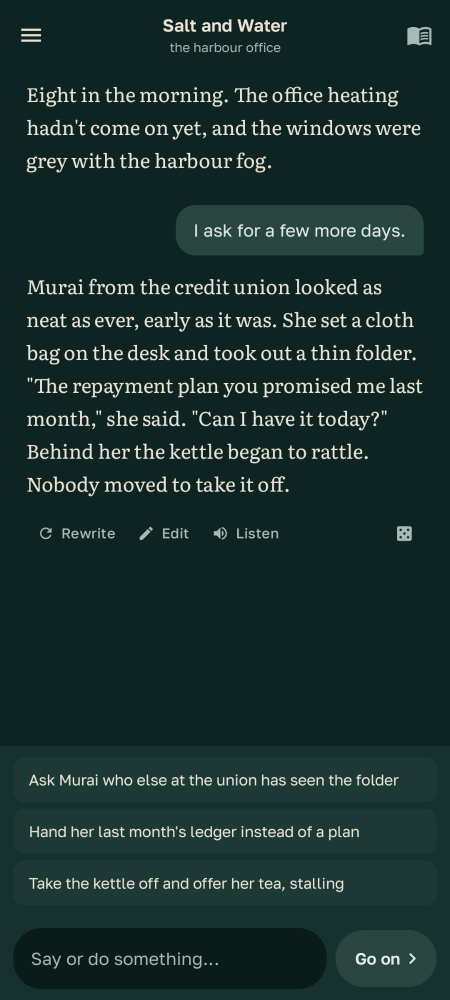 Salt and Water
the harbour office
Eight in the morning. The office heating
hadn't come on yet, and the windows were
grey with the harbour fog.
I ask for a few more days.
Murai from the credit union looked as
neat as ever, early as it was. She set a cloth
bag on the desk and took out a thin folder.
"The repayment plan you promised me last
month," she said. "Can I have it today?"
Behind her the kettle began to rattle.
Nobody moved to take it off.
Rewrite Edit Listen
Ask Murai who else at the union has seen the folder
Hand her last month's ledger instead of a plan
Take the kettle off and offer her tea, stalling
Say or do something... Go on